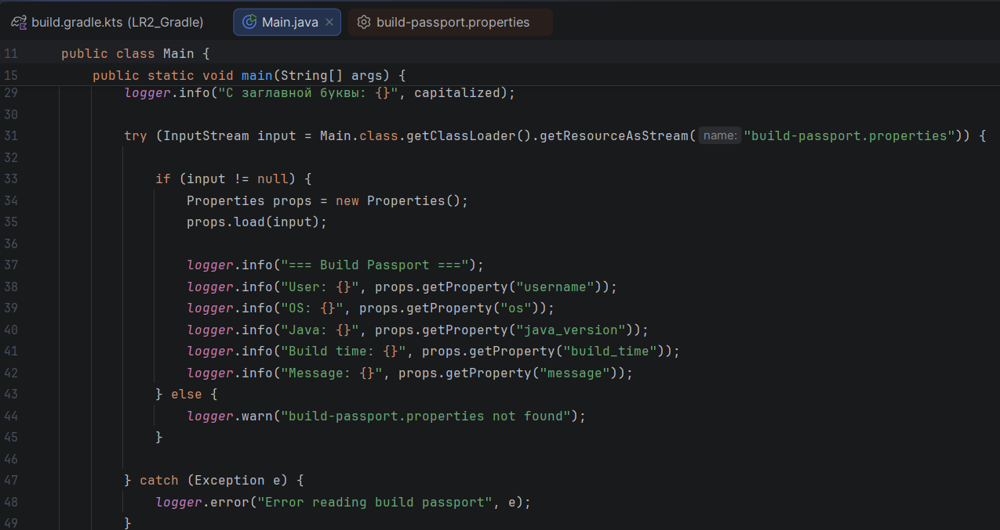 build.gradle.kts (LR2_Gradle) Main.java × build-passport.properties
11 public class Main {
15 public static void main(String[] args) {
29 logger.info("С заглавной буквы: {}", capitalized);
30
31 try (InputStream input = Main.class.getClassLoader().getResourceAsStream( name: "build-passport.properties")) {
32
33 if (input != null) {
34 Properties props = new Properties();
35 props.load(input);
36
37 logger.info("=== Build Passport ===");
38 logger.info("User: {}", props.getProperty("username"));
39 logger.info("OS: {}", props.getProperty("os"));
40 logger.info("Java: {}", props.getProperty("java_version"));
41 logger.info("Build time: {}", props.getProperty("build_time"));
42 logger.info("Message: {}", props.getProperty("message"));
43 } else {
44 logger.warn("build-passport.properties not found");
45 }
46
47 } catch (Exception e) {
48 logger.error("Error reading build passport", e);
49 }